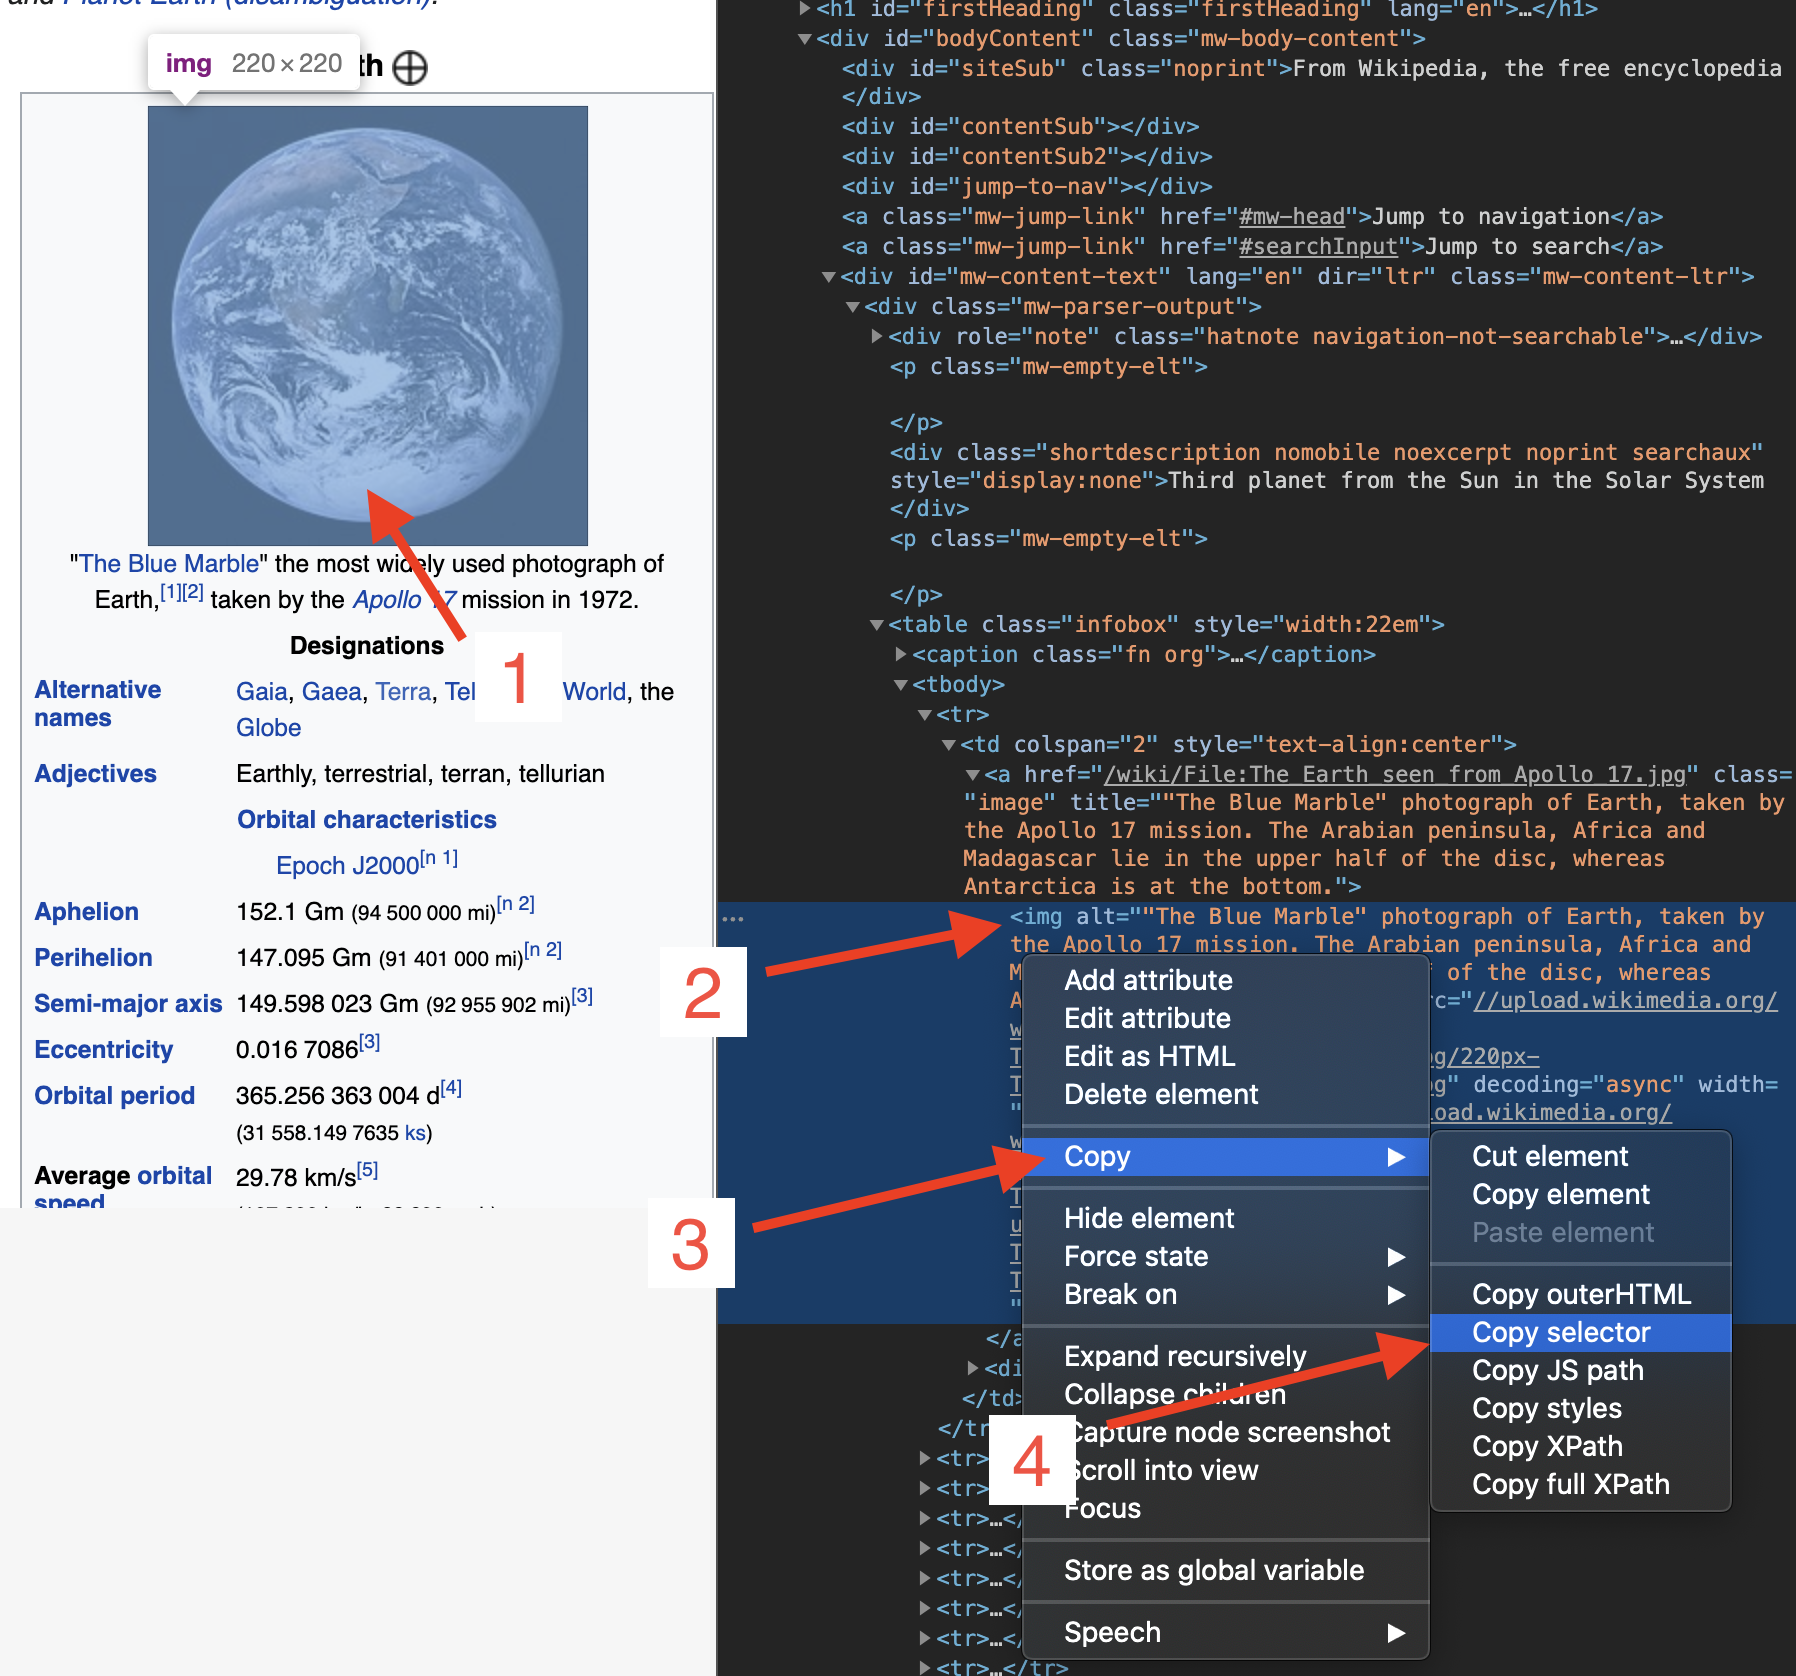 and Planet Earth (disambiguation).
img 220×220
th
"The Blue Marble" the most widely used photograph of
Earth,[1][2] taken by the Apollo 17 mission in 1972.
Designations
1
Alternative names
Gaia, Gaea, Terra, Tel World, the
Globe
Adjectives
Earthly, terrestrial, terran, tellurian
Orbital characteristics
Epoch J2000[n 1]
Aphelion
152.1 Gm (94 500 000 mi)[n 2]
Perihelion
147.095 Gm (91 401 000 mi)[n 2]
Semi-major axis
149.598 023 Gm (92 955 902 mi)[3]
Eccentricity
0.016 7086[3]
Orbital period
365.256 363 004 d[4]
(31 558.149 7635 ks)
Average orbital
speed
29.78 km/s[5]
<h1 id="firstHeading" class="firstHeading" lang="en">…</h1>
<div id="bodyContent" class="mw-body-content">
<div id="siteSub" class="noprint">From Wikipedia, the free encyclopedia
</div>
<div id="contentSub"></div>
<div id="contentSub2"></div>
<div id="jump-to-nav"></div>
<a class="mw-jump-link" href="#mw-head">Jump to navigation</a>
<a class="mw-jump-link" href="#searchInput">Jump to search</a>
<div id="mw-content-text" lang="en" dir="ltr" class="mw-content-ltr">
<div class="mw-parser-output">
<div role="note" class="hatnote navigation-not-searchable">…</div>
<p class="mw-empty-elt">
</p>
<div class="shortdescription nomobile noexcerpt noprint searchaux"
style="display:none">Third planet from the Sun in the Solar System
</div>
<p class="mw-empty-elt">
</p>
<table class="infobox" style="width:22em">
<caption class="fn org">…</caption>
<tbody>
<tr>
<td colspan="2" style="text-align:center">
<a href="/wiki/File:The_Earth_seen_from_Apollo_17.jpg" class=
"image" title=""The Blue Marble" photograph of Earth, taken by
the Apollo 17 mission. The Arabian peninsula, Africa and
Madagascar lie in the upper half of the disc, whereas
Antarctica is at the bottom.">
<img alt=""The Blue Marble" photograph of Earth, taken by
the Apollo 17 mission. The Arabian peninsula, Africa and
of the disc, whereas
rc="//upload.wikimedia.org/
g/220px-
g" decoding="async" width=
oad.wikimedia.org/
2
Add attribute
Edit attribute
Edit as HTML
Delete element
3
Copy
Hide element
Force state
Break on
Expand recursively
Collapse children
4
Capture node screenshot
Scroll into view
Focus
Store as global variable
Speech
Cut element
Copy element
Paste element
Copy outerHTML
Copy selector
Copy JS path
Copy styles
Copy XPath
Copy full XPath
</a
<di
</td>
</tr
<tr>
<tr>
<tr>…</
<tr>…</
<tr>…</
<tr>…</
<tr>…</
<tr>…</tr>